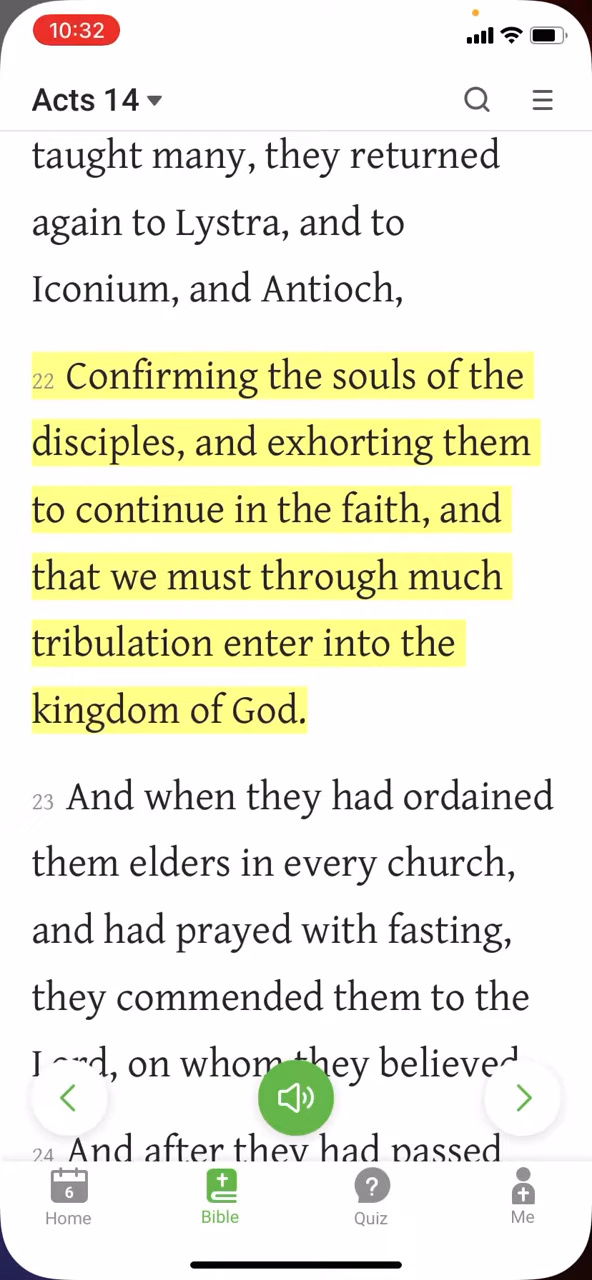 10:32
Acts 14
taught many, they returned
again to Lystra, and to
Iconium, and Antioch,
22 Confirming the souls of the
disciples, and exhorting them
to continue in the faith, and
that we must through much
tribulation enter into the
kingdom of God.
23 And when they had ordained
them elders in every church,
and had prayed with fasting,
they commended them to the
Lord, on whom they believed
24 And after they had passed
6
Home
Bible
?
Quiz
Me